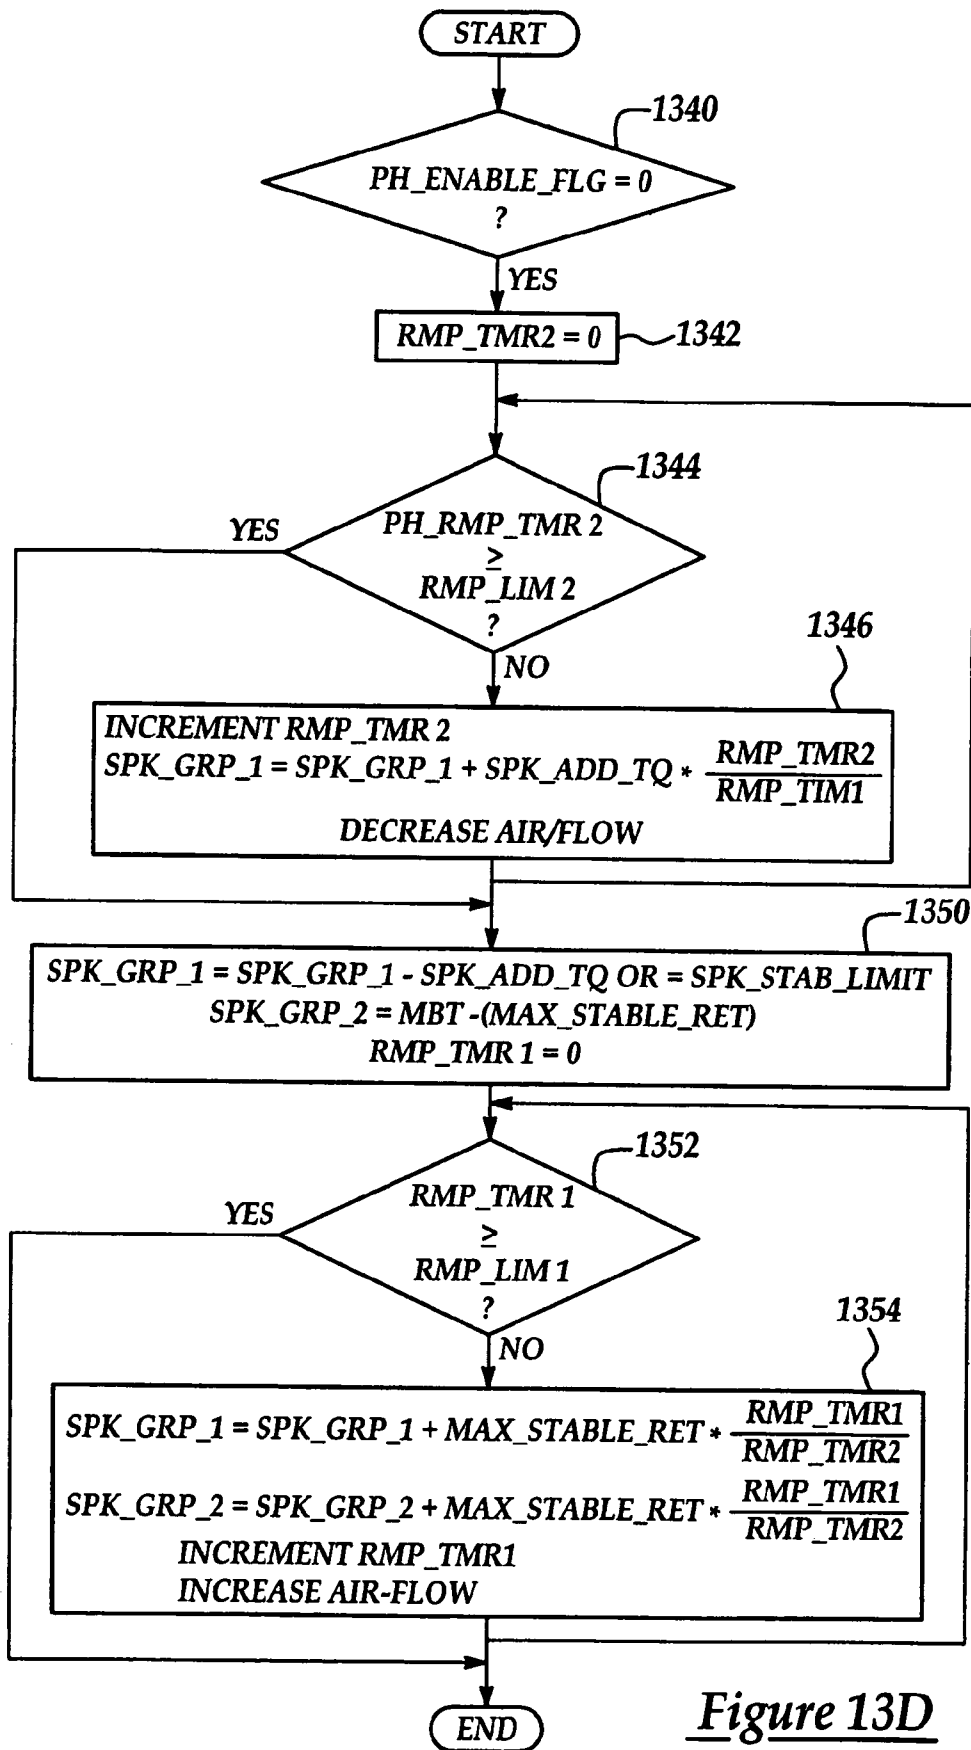 START
1340
PH_ENABLE_FLG = 0
?
YES
RMP_TMR2 = 0
1342
1344
YES
PH_RMP_TMR 2
≥
RMP_LIM 2
?
NO
1346
INCREMENT RMP_TMR 2
SPK_GRP_1 = SPK_GRP_1 + SPK_ADD_TQ * RMP_TMR2
RMP_TIM1
DECREASE AIR/FLOW
1350
SPK_GRP_1 = SPK_GRP_1 - SPK_ADD_TQ OR = SPK_STAB_LIMIT
SPK_GRP_2 = MBT -(MAX_STABLE_RET)
RMP_TMR 1 = 0
1352
YES
RMP_TMR 1
≥
RMP_LIM 1
?
NO
1354
SPK_GRP_1 = SPK_GRP_1 + MAX_STABLE_RET * RMP_TMR1
RMP_TMR2
SPK_GRP_2 = SPK_GRP_2 + MAX_STABLE_RET * RMP_TMR1
RMP_TMR2
INCREMENT RMP_TMR1
INCREASE AIR-FLOW
END
Figure 13D